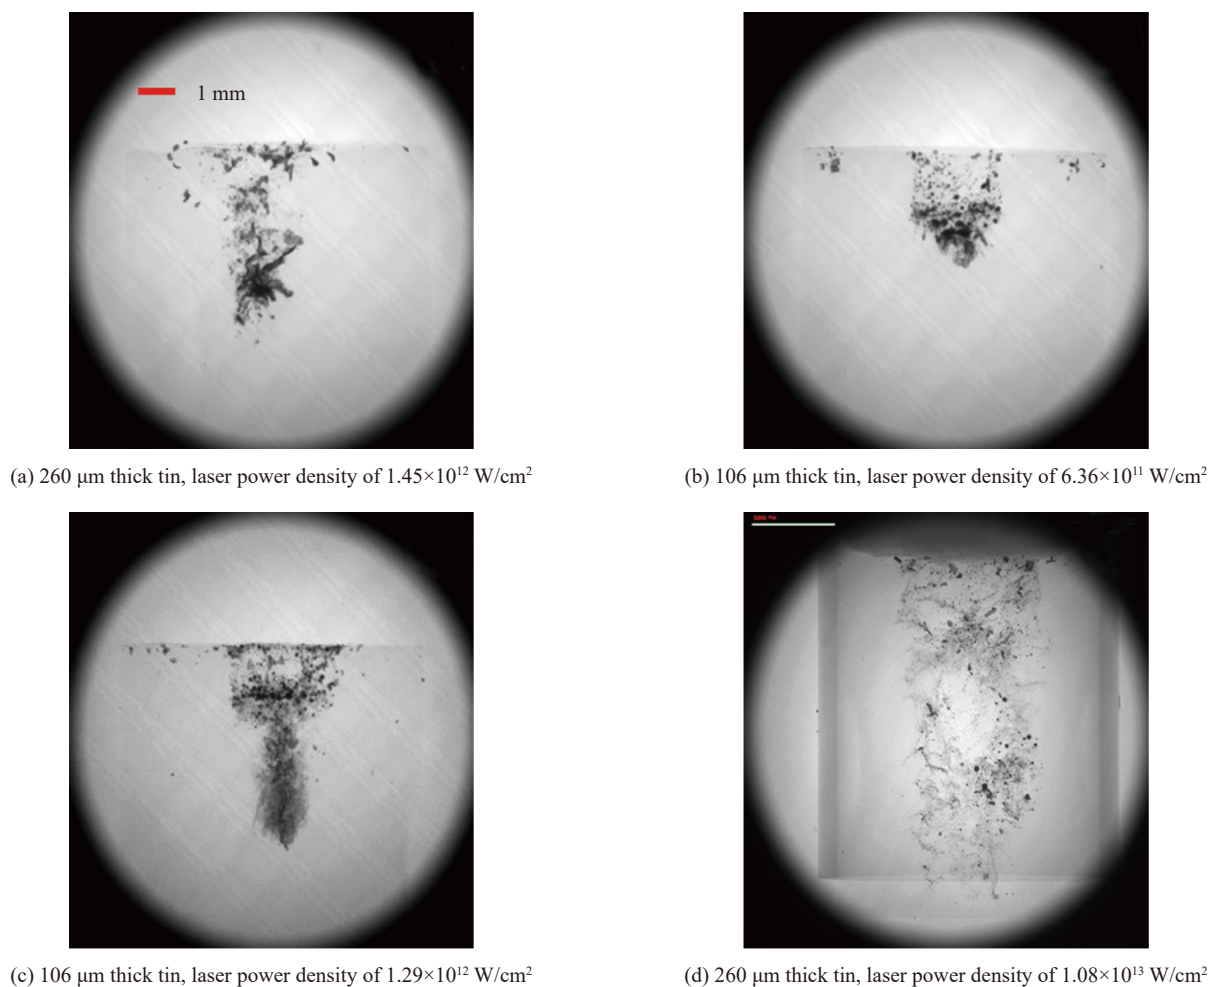 1 mm
(a) 260 μm thick tin, laser power density of 1.45×10¹² W/cm²
(b) 106 μm thick tin, laser power density of 6.36×10¹¹ W/cm²
(c) 106 μm thick tin, laser power density of 1.29×10¹² W/cm²
(d) 260 μm thick tin, laser power density of 1.08×10¹³ W/cm²